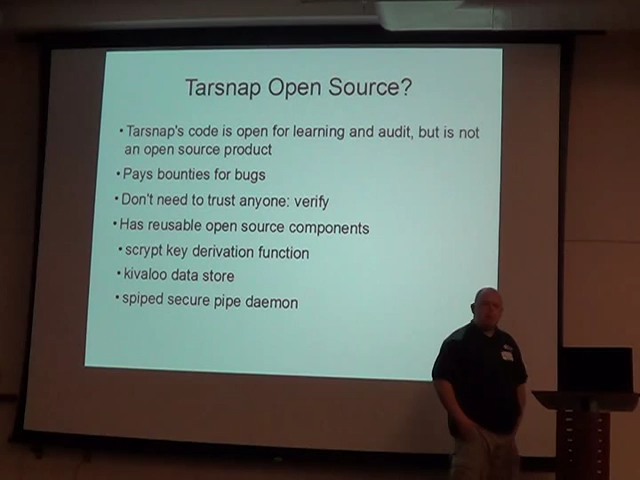 Tarsnap Open Source?
• Tarsnap's code is open for learning and audit, but is not
an open source product
• Pays bounties for bugs
• Don't need to trust anyone: verify
• Has reusable open source components
• scrypt key derivation function
• kivaloo data store
• spiped secure pipe daemon